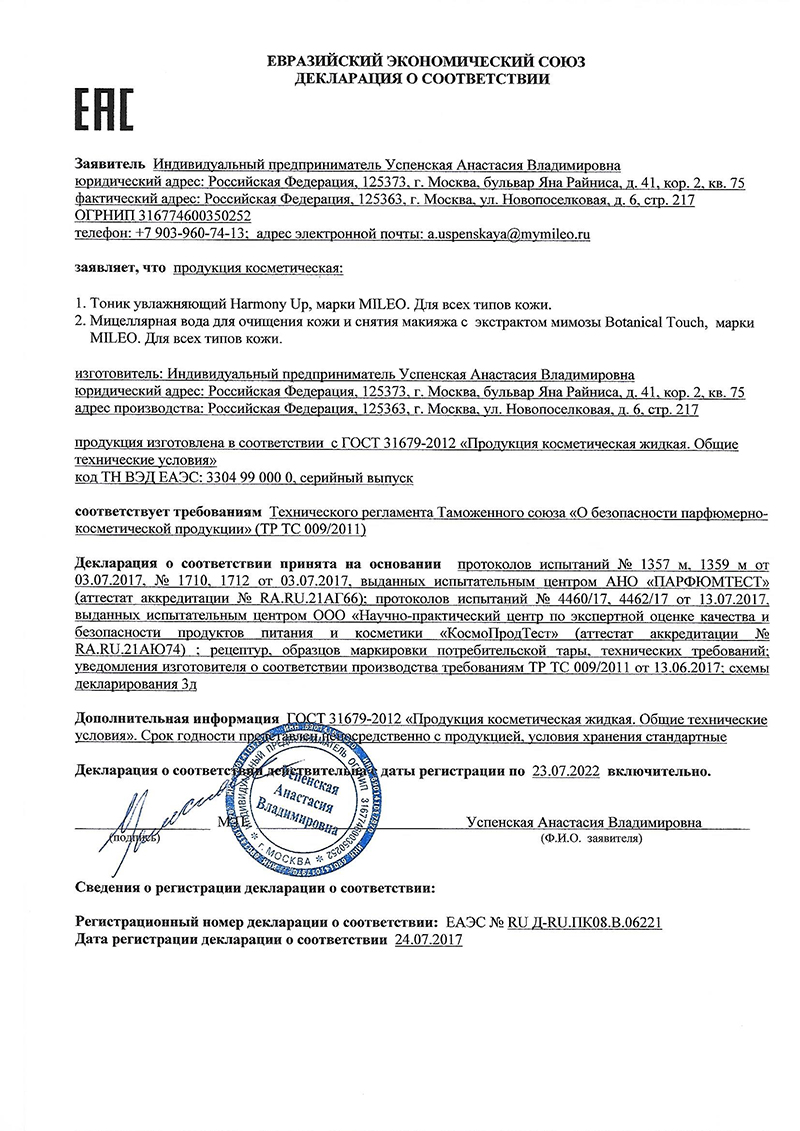 ЕВРАЗИЙСКИЙ ЭКОНОМИЧЕСКИЙ СОЮЗ
ДЕКЛАРАЦИЯ О СООТВЕТСТВИИ
ЕАС
Заявитель Индивидуальный предприниматель Успенская Анастасия Владимировна
юридический адрес: Российская Федерация, 125373, г. Москва, бульвар Яна Райниса, д. 41, кор. 2, кв. 75
фактический адрес: Российская Федерация, 125363, г. Москва, ул. Новопоселковая, д. 6, стр. 217
ОГРНИП 316774600350252
телефон: +7 903-960-74-13; адрес электронной почты: a.uspenskaya@mymileo.ru
заявляет, что продукция косметическая:
1. Тоник увлажняющий Harmony Up, марки MILEO. Для всех типов кожи.
2. Мицеллярная вода для очищения кожи и снятия макияжа с экстрактом мимозы Botanical Touch, марки
MILEO. Для всех типов кожи.
изготовитель: Индивидуальный предприниматель Успенская Анастасия Владимировна
юридический адрес: Российская Федерация, 125373, г. Москва, бульвар Яна Райниса, д. 41, кор. 2, кв. 75
адрес производства: Российская Федерация, 125363, г. Москва, ул. Новопоселковая, д. 6, стр. 217
продукция изготовлена в соответствии с ГОСТ 31679-2012 «Продукция косметическая жидкая. Общие
технические условия»
код ТН ВЭД ЕАЭС: 3304 99 000 0, серийный выпуск
соответствует требованиям Технического регламента Таможенного союза «О безопасности парфюмерно-
косметической продукции» (ТР ТС 009/2011)
Декларация о соответствии принята на основании протоколов испытаний № 1357 м, 1359 м от
03.07.2017, № 1710, 1712 от 03.07.2017, выданных испытательным центром АНО «ПАРФЮМТЕСТ»
(аттестат аккредитации № RA.RU.21АГ66); протоколов испытаний № 4460/17, 4462/17 от 13.07.2017,
выданных испытательным центром ООО «Научно-практический центр по экспертной оценке качества и
безопасности продуктов питания и косметики «КосмоПродТест» (аттестат аккредитации №
RA.RU.21АЮ74) ; рецептур, образцов маркировки потребительской тары, технических требований;
уведомления изготовителя о соответствии производства требованиям ТР ТС 009/2011 от 13.06.2017; схемы
декларирования 3д
Дополнительная информация ГОСТ 31679-2012 «Продукция косметическая жидкая. Общие технические
условия». Срок годности представлен непосредственно с продукцией, условия хранения стандартные
Декларация о соответствии действительна с даты регистрации по 23.07.2022 включительно.
ИНДИВИДУАЛЬНЫЙ ПРЕДПРИНИМАТЕЛЬ ОГРНИП 316774600350252
г. МОСКВА
Успенская
Анастасия
Владимировна
Успенская Анастасия Владимировна
(подпись)
(Ф.И.О. заявителя)
Сведения о регистрации декларации о соответствии:
Регистрационный номер декларации о соответствии: ЕАЭС № RU Д-RU.ПК08.В.06221
Дата регистрации декларации о соответствии 24.07.2017